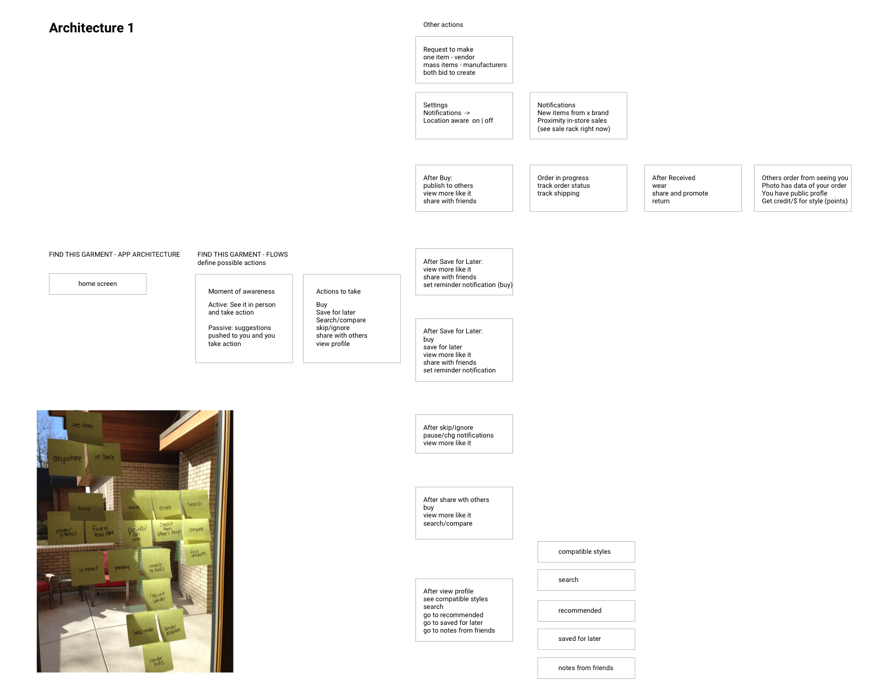 Architecture 1
Other actions
Request to make
one item - vendor
mass items - manufacturers
both bid to create
Settings
Notifications ->
Location aware on | off
Notifications
New items from x brand
Proximity in-store sales
(see sale rack right now)
After Buy:
publish to others
view more like it
share with friends
Order in progress
track order status
track shipping
After Received
wear
share and promote
return
Others order from seeing you
Photo has data of your order
You have public profle
Get credit/$ for style (points)
FIND THIS GARMENT - APP ARCHITECTURE
home screen
FIND THIS GARMENT - FLOWS
define possible actions
Moment of awareness
Active: See it in person
and take action
Passive: suggestions
pushed to you and you
take action
Actions to take
Buy
Save for later
Search/compare
skip/ignore
share with others
view profile
After Save for Later:
view more like it
share with friends
set reminder notification (buy)
After Save for Later:
buy
save for later
view more like it
share with friends
set reminder notification
After skip/ignore
pause/chg notifications
view more like it
After share wth others
buy
view more like it
search/compare
After view profile
see compatible styles
search
go to recommended
go to saved for later
go to notes from friends
compatible styles
search
recommended
saved for later
notes from friends
see item
anywhere
in store